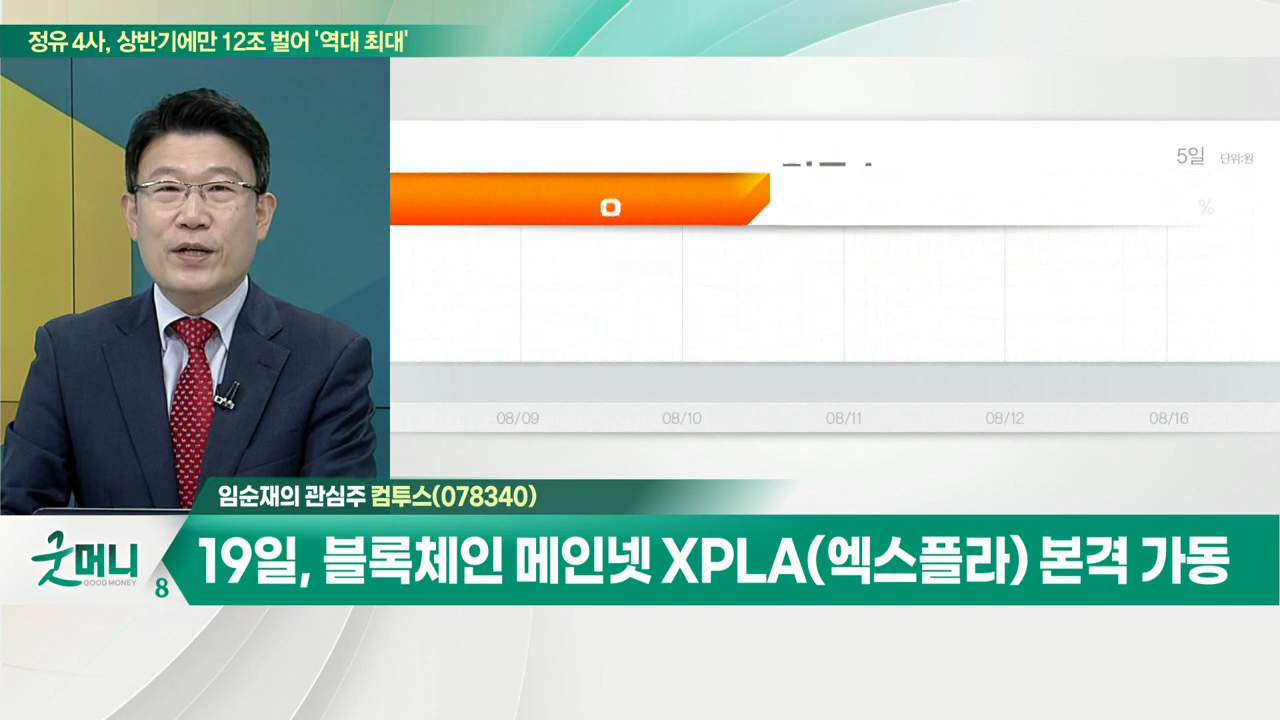 정유 4사, 상반기에만 12조 벌어 '역대 최대'
5일 단위:원
%
08/09 08/10 08/11 08/12 08/16
임순재의 관심주 컴투스(078340)
굿머니
GOOD MONEY
8
19일, 블록체인 메인넷 XPLA(엑스플라) 본격 가동